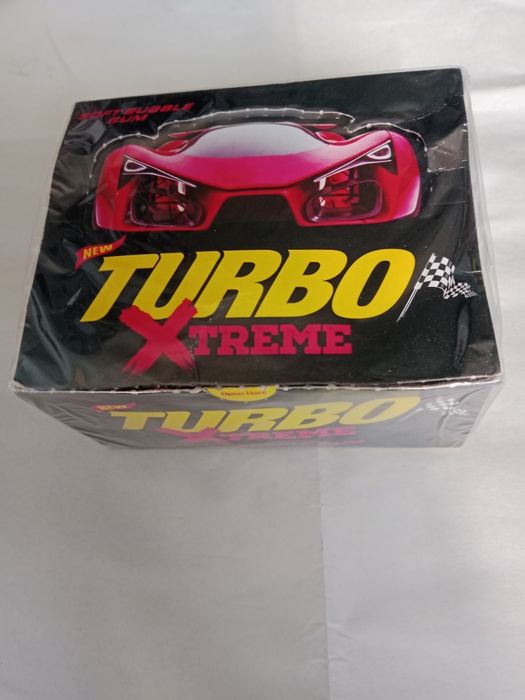 SOFT BUBBLE
GUM
NEW
TURBO
XTREME
Open Here
NEW
TURBO
XTREME